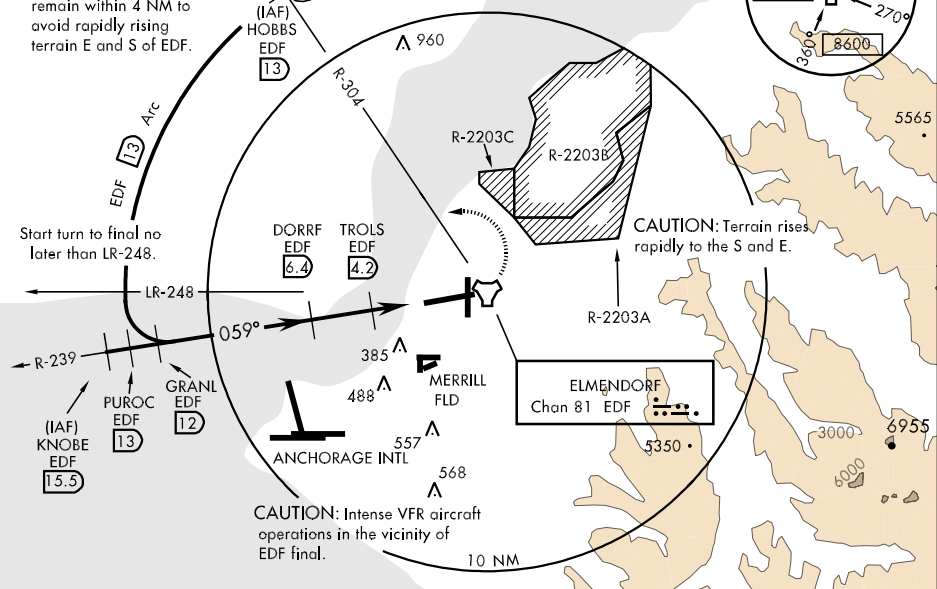 remain within 4 NM to
avoid rapidly rising
terrain E and S of EDF.
(IAF)
HOBBS
EDF
13
960
270°
360°
8600
R-304
5565
EDF 13 Arc
R-2203C
R-2203B
Start turn to final no
later than LR-248.
DORRF
EDF
6.4
TROLS
EDF
4.2
CAUTION: Terrain rises
rapidly to the S and E.
LR-248
R-2203A
059°
R-239
385
GRANL
EDF
12
PUROC
EDF
13
(IAF)
KNOBE
EDF
15.5
488
MERRILL
FLD
ELMENDORF
Chan 81 EDF
557
ANCHORAGE INTL
568
5350
3000
6955
6000
CAUTION: Intense VFR aircraft
operations in the vicinity of
EDF final.
10 NM